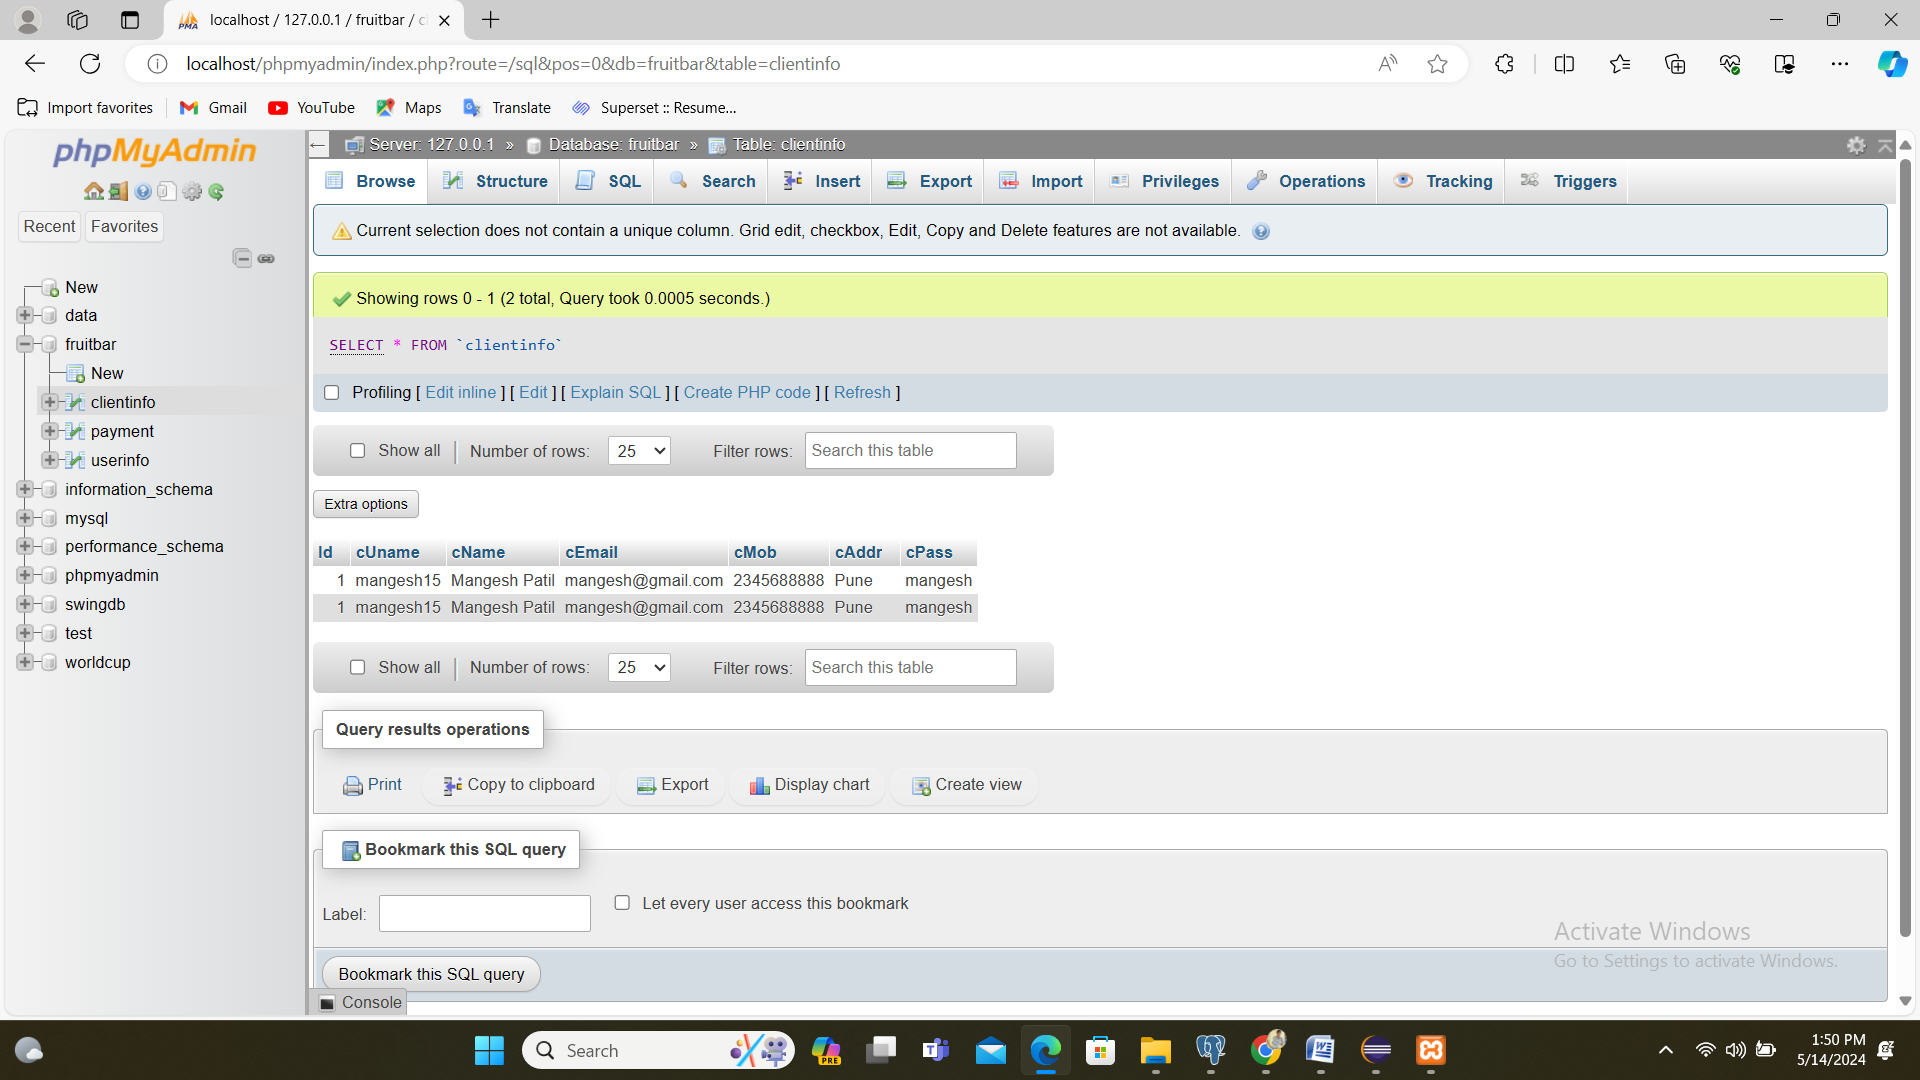 localhost / 127.0.0.1 / fruitbar / c
localhost/phpmyadmin/index.php?route=/sql&pos=0&db=fruitbar&table=clientinfo
Import favorites Gmail YouTube Maps Translate Superset :: Resume...
phpMyAdmin
Recent Favorites
New
data
fruitbar
New
clientinfo
payment
userinfo
information_schema
mysql
performance_schema
phpmyadmin
swingdb
test
worldcup
Server: 127.0.0.1 » Database: fruitbar » Table: clientinfo
Browse Structure SQL Search Insert Export Import Privileges Operations Tracking Triggers
Current selection does not contain a unique column. Grid edit, checkbox, Edit, Copy and Delete features are not available.
Showing rows 0 - 1 (2 total, Query took 0.0005 seconds.)
SELECT * FROM `clientinfo`
Profiling [ Edit inline ] [ Edit ] [ Explain SQL ] [ Create PHP code ] [ Refresh ]
Show all Number of rows: 25 Filter rows: Search this table
Extra options
Id cUname cName cEmail cMob cAddr cPass
1 mangesh15 Mangesh Patil mangesh@gmail.com 2345688888 Pune mangesh
1 mangesh15 Mangesh Patil mangesh@gmail.com 2345688888 Pune mangesh
Show all Number of rows: 25 Filter rows: Search this table
Query results operations
Print Copy to clipboard Export Display chart Create view
Bookmark this SQL query
Label: Let every user access this bookmark
Bookmark this SQL query
Console
Activate Windows
Go to Settings to activate Windows.
Search
PRE
1:50 PM
5/14/2024